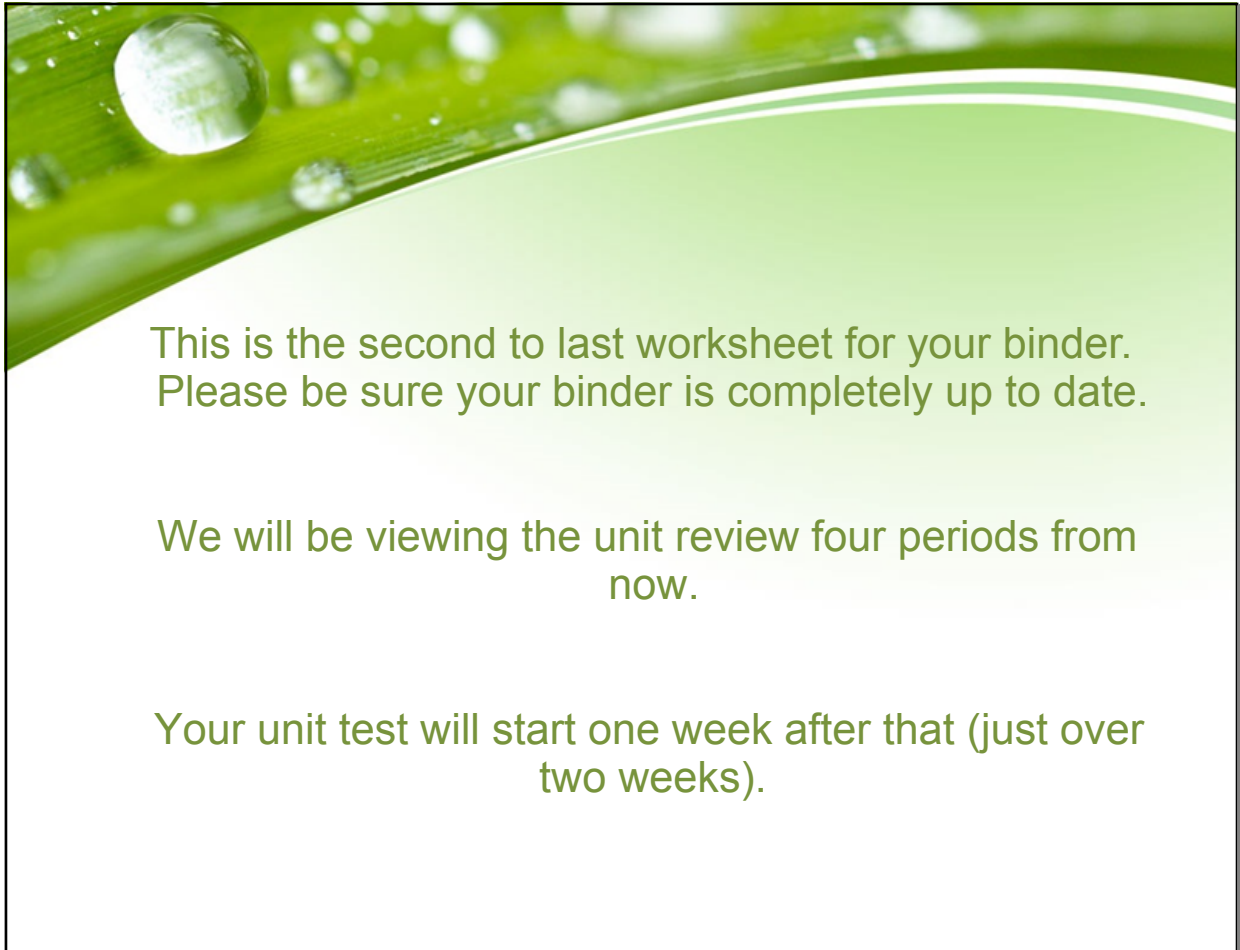 This is the second to last worksheet for your binder.
Please be sure your binder is completely up to date.
We will be viewing the unit review four periods from
now.
Your unit test will start one week after that (just over
two weeks).